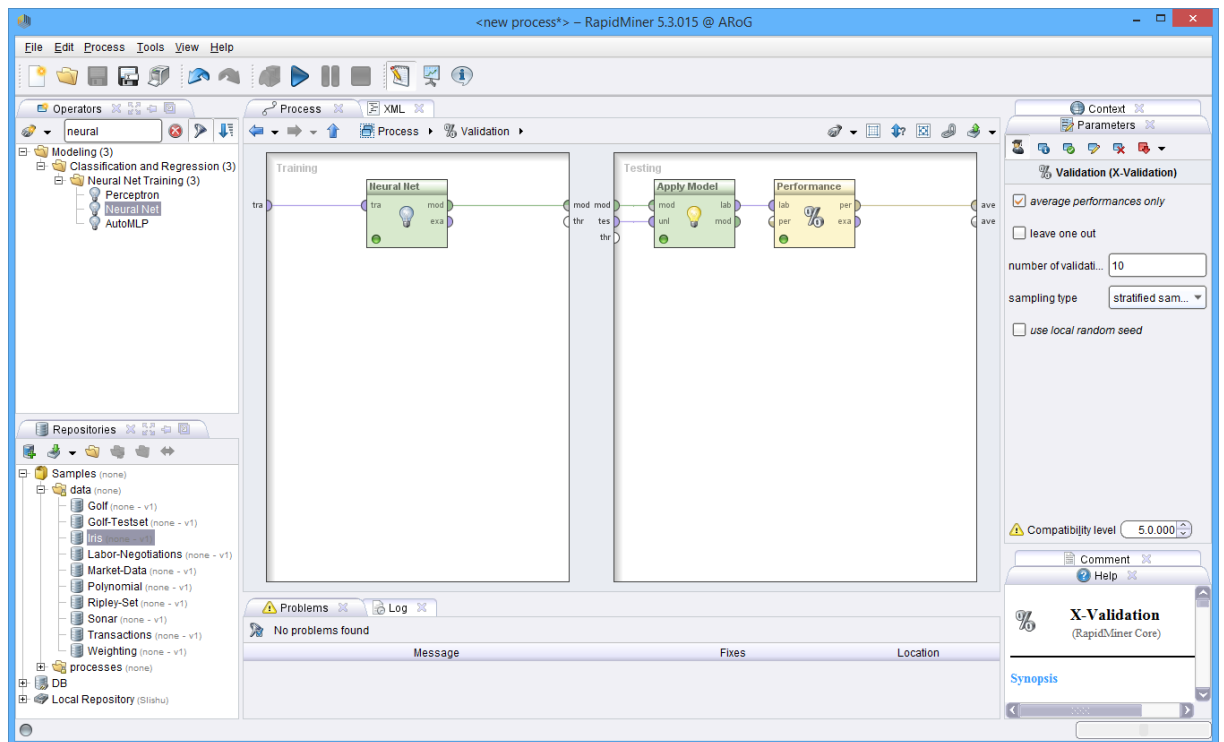 <new process*> – RapidMiner 5.3.015 @ ARoG
File Edit Process Tools View Help
Operators
neural
Modeling (3)
Classification and Regression (3)
Neural Net Training (3)
Perceptron
Neural Net
AutoMLP
Repositories
Samples (none)
data (none)
Golf (none - v1)
Golf-Testset (none - v1)
Iris (none - v1)
Labor-Negotiations (none - v1)
Market-Data (none - v1)
Polynomial (none - v1)
Ripley-Set (none - v1)
Sonar (none - v1)
Transactions (none - v1)
Weighting (none - v1)
processes (none)
DB
Local Repository (Slishu)
Process XML
Process Validation
Training
Neural Net
tra tra mod mod
exa thr
Testing
Apply Model Performance
mod mod lab lab per ave
tes unl mod per exa ave
thr
Problems Log
No problems found
Message Fixes Location
Context
Parameters
Validation (X-Validation)
average performances only
leave one out
number of validati... 10
sampling type stratified sam...
use local random seed
Compatibility level 5.0.000
Comment
Help
X-Validation
(RapidMiner Core)
Synopsis